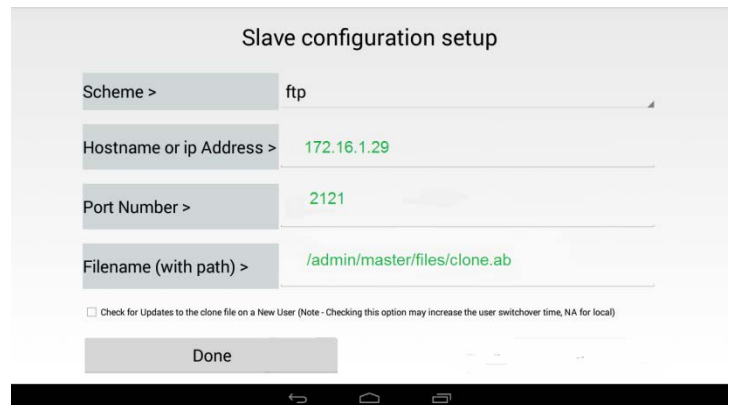 Slave configuration setup
Scheme >
ftp
Hostname or ip Address >
172.16.1.29
Port Number >
2121
Filename (with path) >
/admin/master/files/clone.ab
Check for Updates to the clone file on a New User (Note - Checking this option may increase the user switchover time, NA for local)
Done